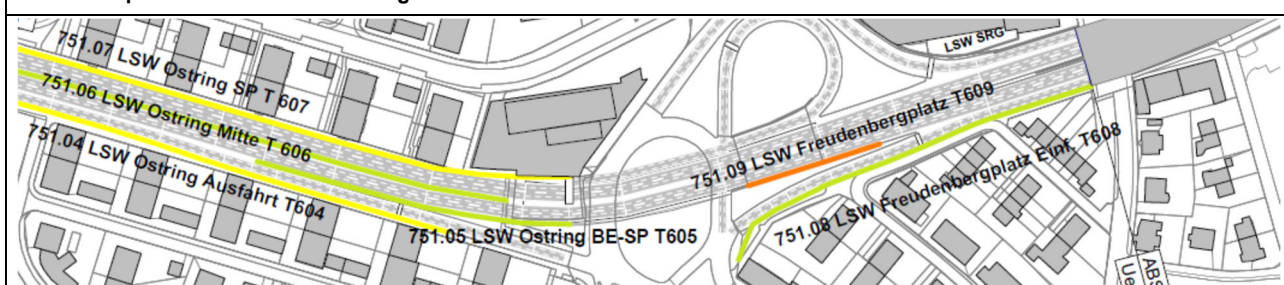 LSW SRG
751.07 LSW Ostring SP T 607
751.06 LSW Ostring Mitte T 606
751.04 LSW Ostring Ausfahrt T604
751.05 LSW Ostring BE-SP T605
751.09 LSW Freudenbergplatz T609
751.08 LSW Freudenbergplatz Einf. T608
ABS
Ue